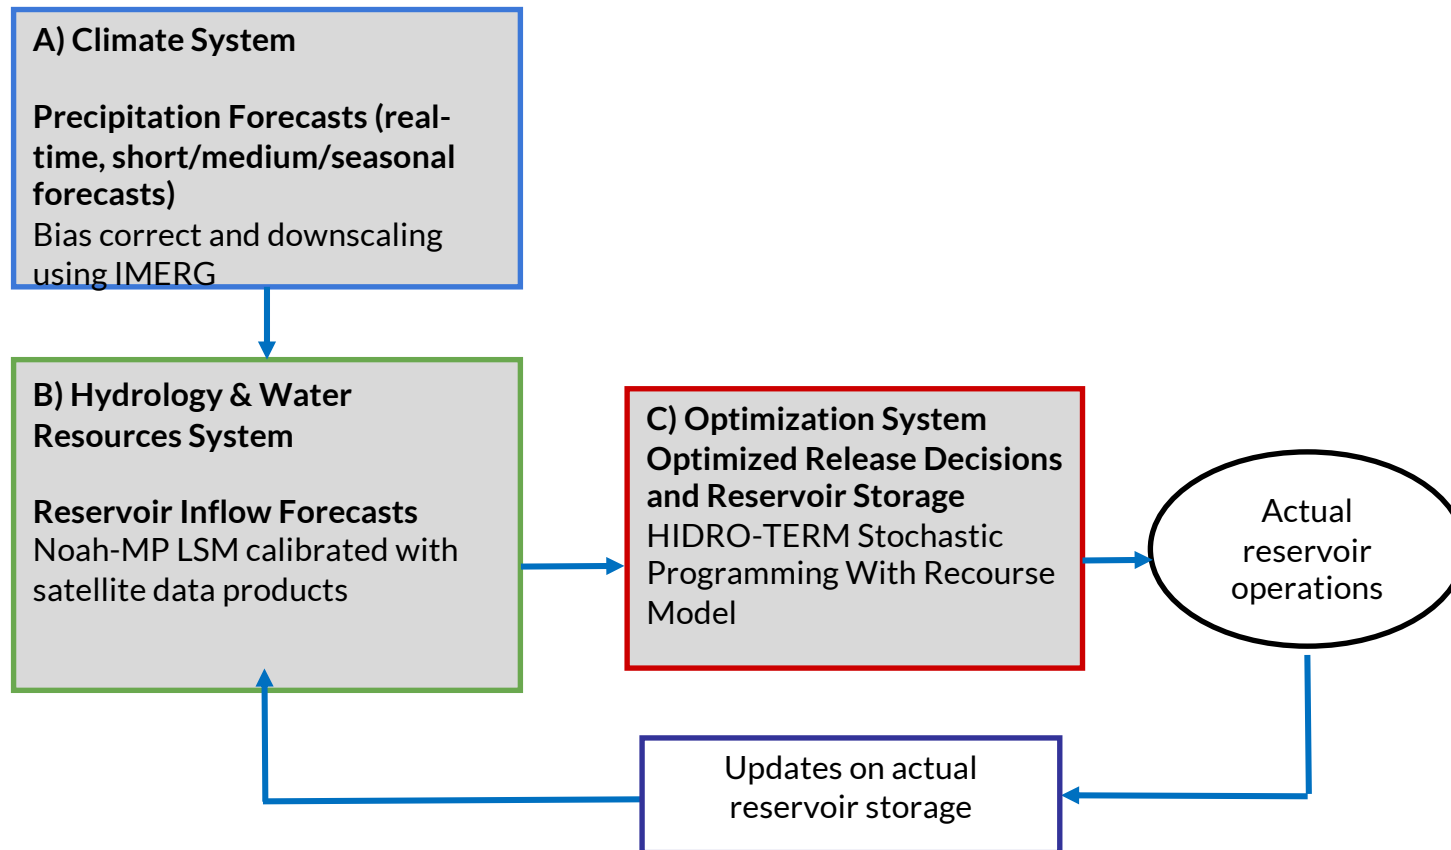 A) Climate System
Precipitation Forecasts (real-
time, short/medium/seasonal
forecasts)
Bias correct and downscaling
using IMERG
B) Hydrology & Water
Resources System
Reservoir Inflow Forecasts
Noah-MP LSM calibrated with
satellite data products
C) Optimization System
Optimized Release Decisions
and Reservoir Storage
HIDRO-TERM Stochastic
Programming With Recourse
Model
Actual
reservoir
operations
Updates on actual
reservoir storage